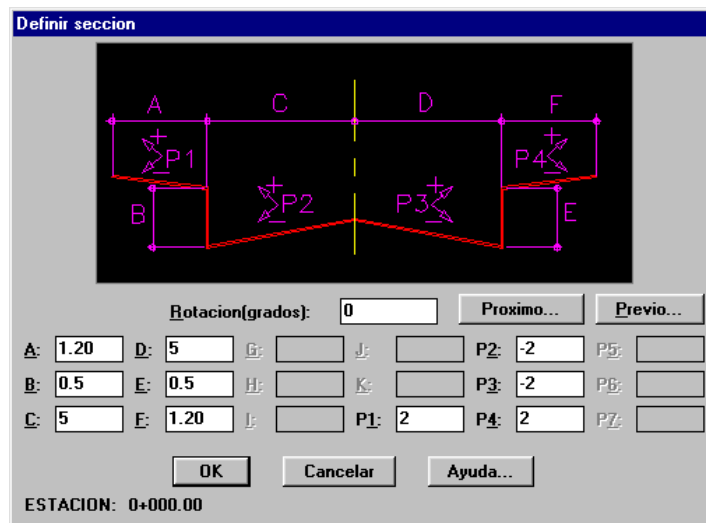 Definir seccion
A C D F
+ P1 P4 +
B + P2 P3 + E
Rotacion(grados): 0 Proximo... Previo...
A: 1.20 D: 5 G: J: P2: -2 P5:
B: 0.5 E: 0.5 H: K: P3: -2 P6:
C: 5 F: 1.20 I: P1: 2 P4: 2 P7:
OK Cancelar Ayuda...
ESTACION: 0+000.00